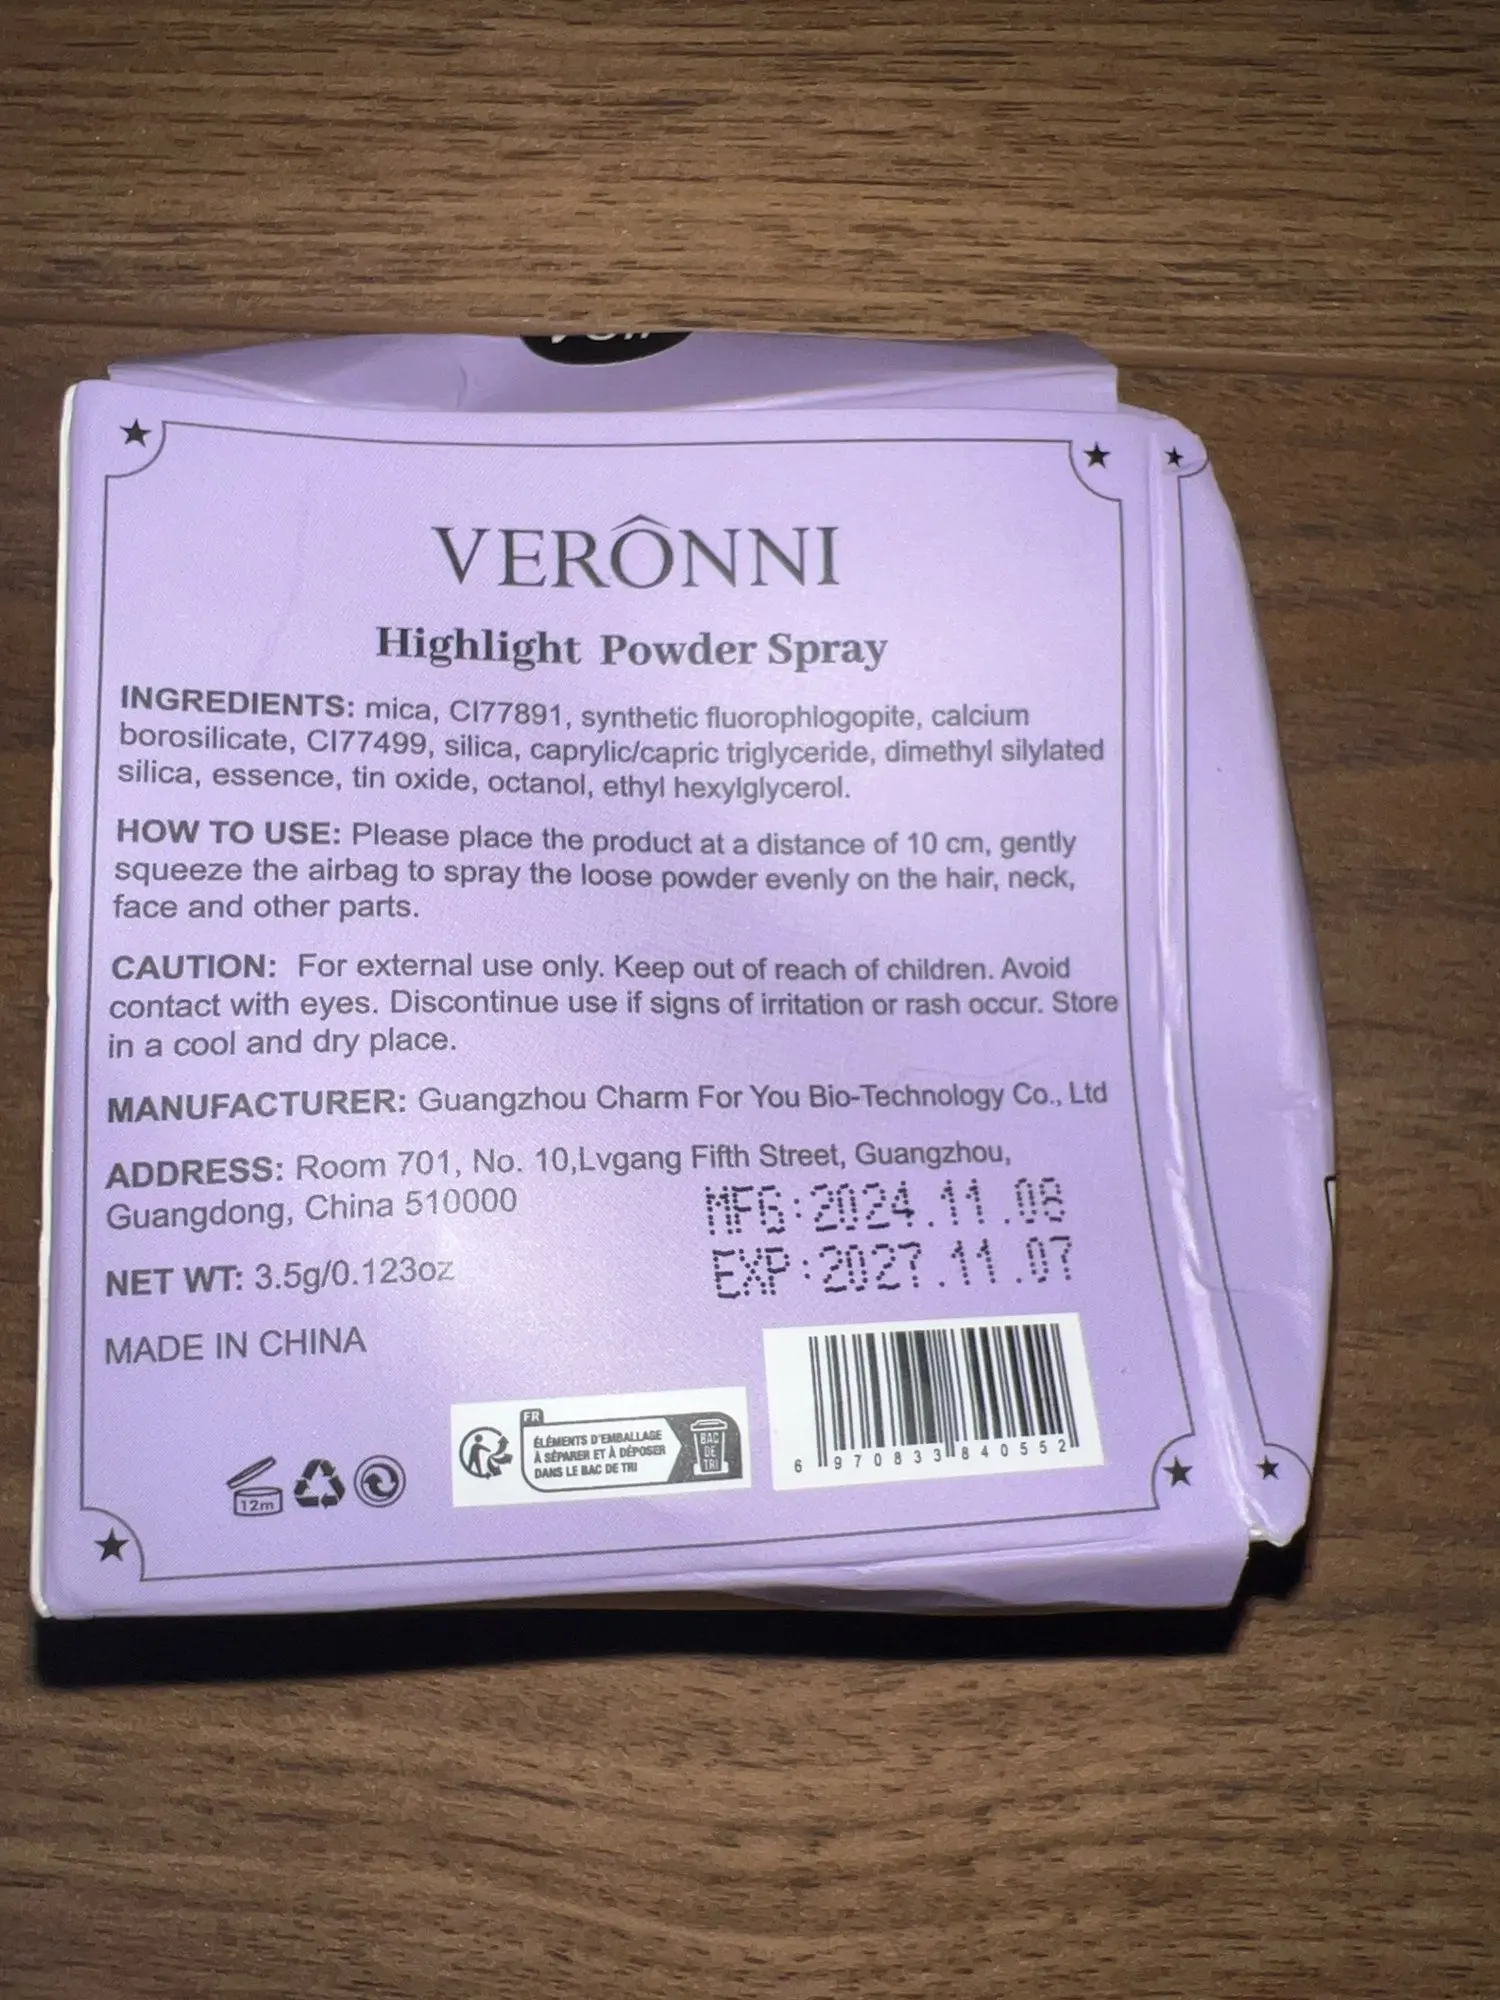 VERÔNNI
Highlight Powder Spray
INGREDIENTS: mica, CI77891, synthetic fluorophlogopite, calcium
borosilicate, CI77499, silica, caprylic/capric triglyceride, dimethyl silylated
silica, essence, tin oxide, octanol, ethyl hexylglycerol.
HOW TO USE: Please place the product at a distance of 10 cm, gently
squeeze the airbag to spray the loose powder evenly on the hair, neck,
face and other parts.
CAUTION: For external use only. Keep out of reach of children. Avoid
contact with eyes. Discontinue use if signs of irritation or rash occur. Store
in a cool and dry place.
MANUFACTURER: Guangzhou Charm For You Bio-Technology Co., Ltd
ADDRESS: Room 701, No. 10,Lvgang Fifth Street, Guangzhou,
Guangdong, China 510000
MFG:2024.11.08
EXP:2027.11.07
NET WT: 3.5g/0.123oz
MADE IN CHINA
12m
FR
ÉLÉMENTS D'EMBALLAGE
À SÉPARER ET À DÉPOSER
DANS LE BAC DE TRI
BAC
DE
TRI
6 970833 840552